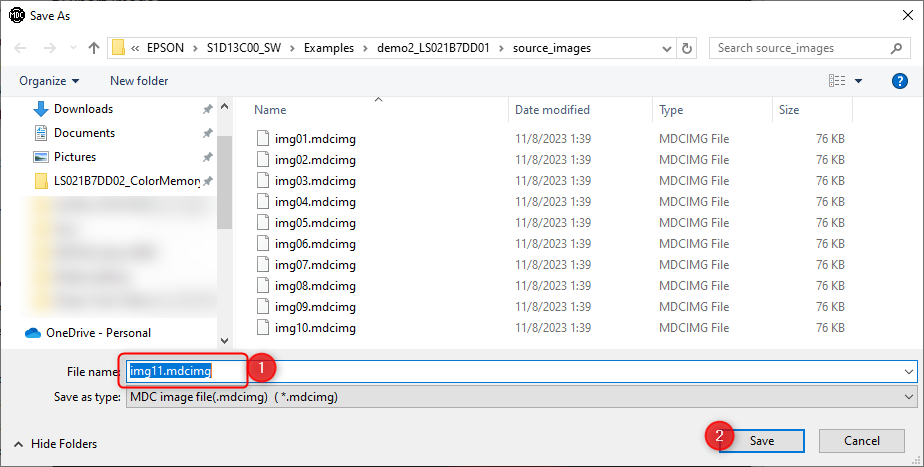 MDC Save As
EPSON > S1D13C00_SW > Examples > demo2_LS021B7DD01 > source_images
Search source_images
Organize New folder ?
Downloads
Documents
Pictures
LS021B7DD02_ColorMemory
OneDrive - Personal
Name Date modified Type Size
img01.mdcimg 11/8/2023 1:39 MDCIMG File 76 KB
img02.mdcimg 11/8/2023 1:39 MDCIMG File 76 KB
img03.mdcimg 11/8/2023 1:39 MDCIMG File 76 KB
img04.mdcimg 11/8/2023 1:39 MDCIMG File 76 KB
img05.mdcimg 11/8/2023 1:39 MDCIMG File 76 KB
img06.mdcimg 11/8/2023 1:39 MDCIMG File 76 KB
img07.mdcimg 11/8/2023 1:39 MDCIMG File 76 KB
img08.mdcimg 11/8/2023 1:39 MDCIMG File 76 KB
img09.mdcimg 11/8/2023 1:39 MDCIMG File 76 KB
img10.mdcimg 11/8/2023 1:39 MDCIMG File 76 KB
File name: img11.mdcimg 1
Save as type: MDC image file(.mdcimg) ( *.mdcimg)
Hide Folders 2 Save Cancel